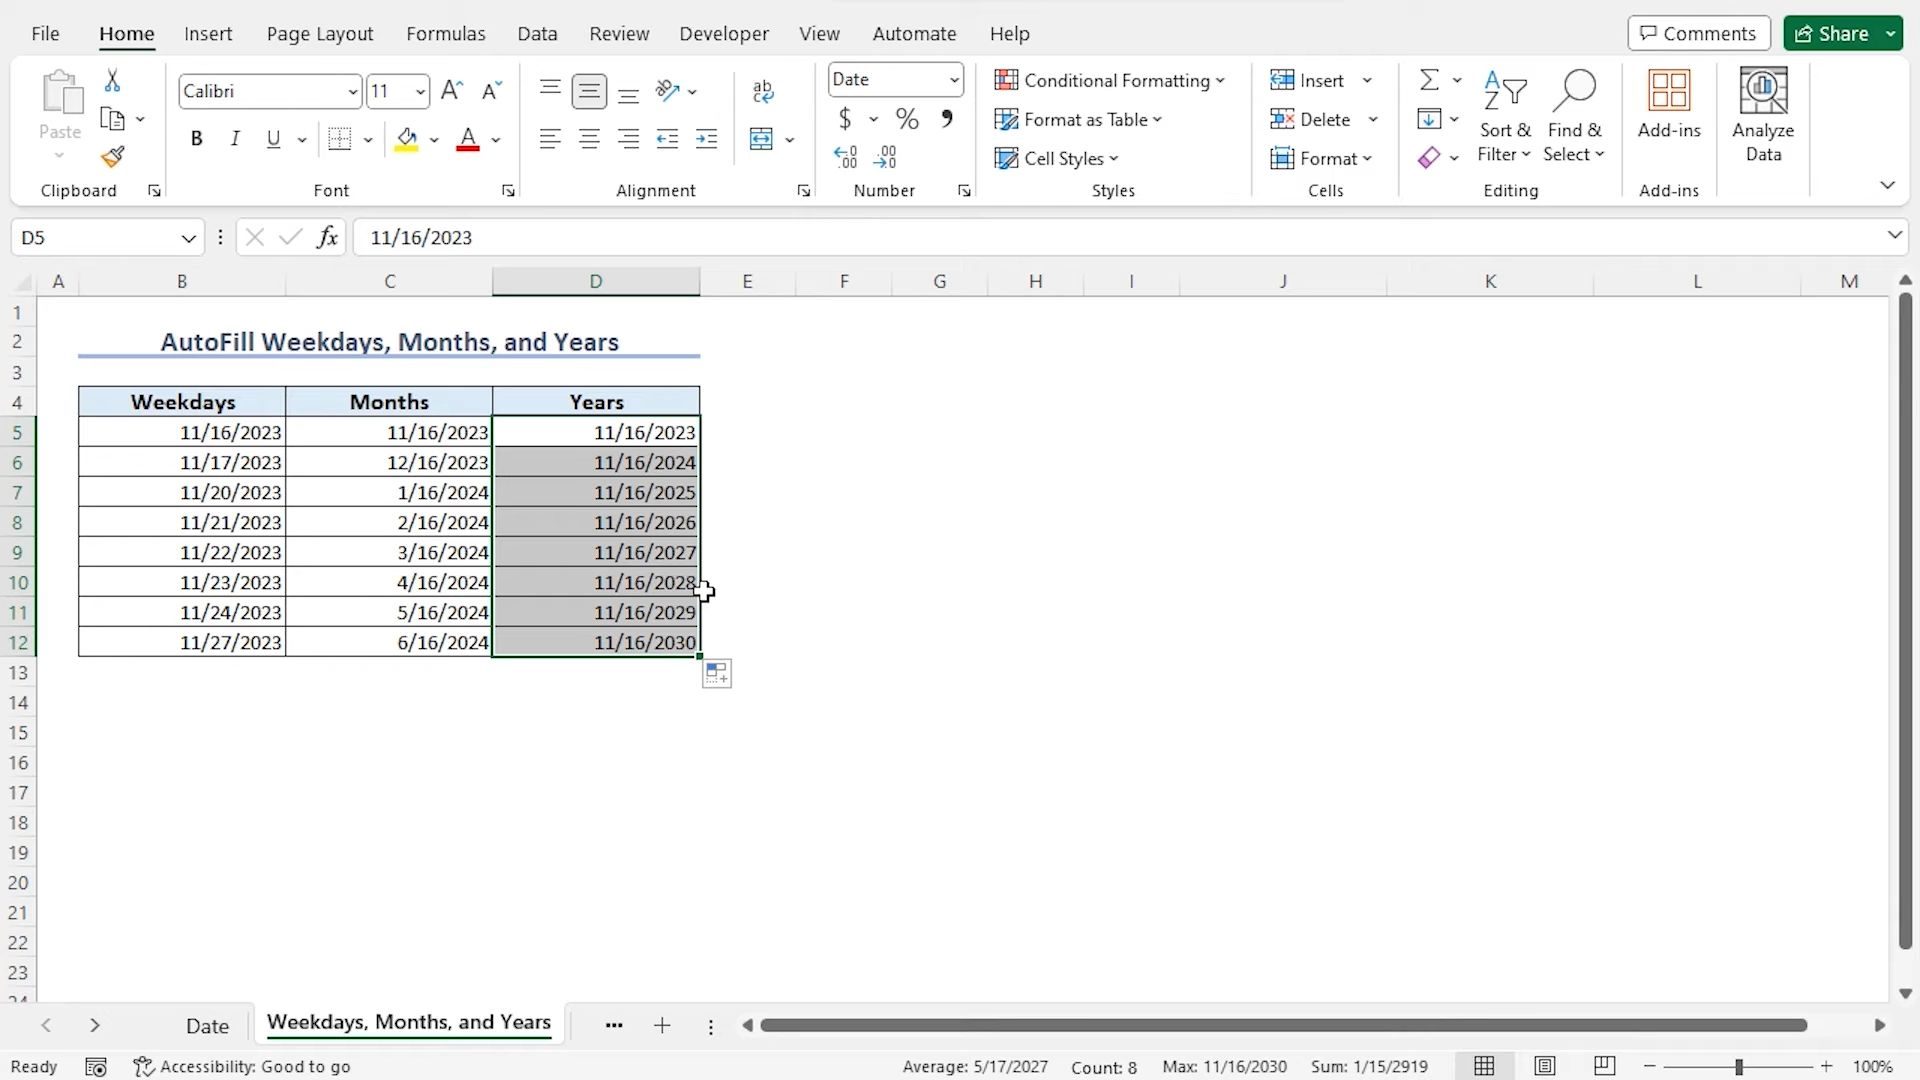 File Home Insert Page Layout Formulas Data Review Developer View Automate Help Comments Share
Calibri 11 Date Conditional Formatting Insert
Paste $ % , Format as Table Delete Sort & Filter Find & Select Add-ins Analyze Data
B I U A Cell Styles Format
Clipboard Font Alignment Number Styles Cells Editing Add-ins
D5 fx 11/16/2023
A B C D E F G H I J K L M
1
2 AutoFill Weekdays, Months, and Years
3
4 Weekdays Months Years
5 11/16/2023 11/16/2023 11/16/2023
6 11/17/2023 12/16/2023 11/16/2024
7 11/20/2023 1/16/2024 11/16/2025
8 11/21/2023 2/16/2024 11/16/2026
9 11/22/2023 3/16/2024 11/16/2027
10 11/23/2023 4/16/2024 11/16/2028
11 11/24/2023 5/16/2024 11/16/2029
12 11/27/2023 6/16/2024 11/16/2030
13
14
15
16
17
18
19
20
21
22
23
Date Weekdays, Months, and Years
Ready Accessibility: Good to go Average: 5/17/2027 Count: 8 Max: 11/16/2030 Sum: 1/15/2919 100%